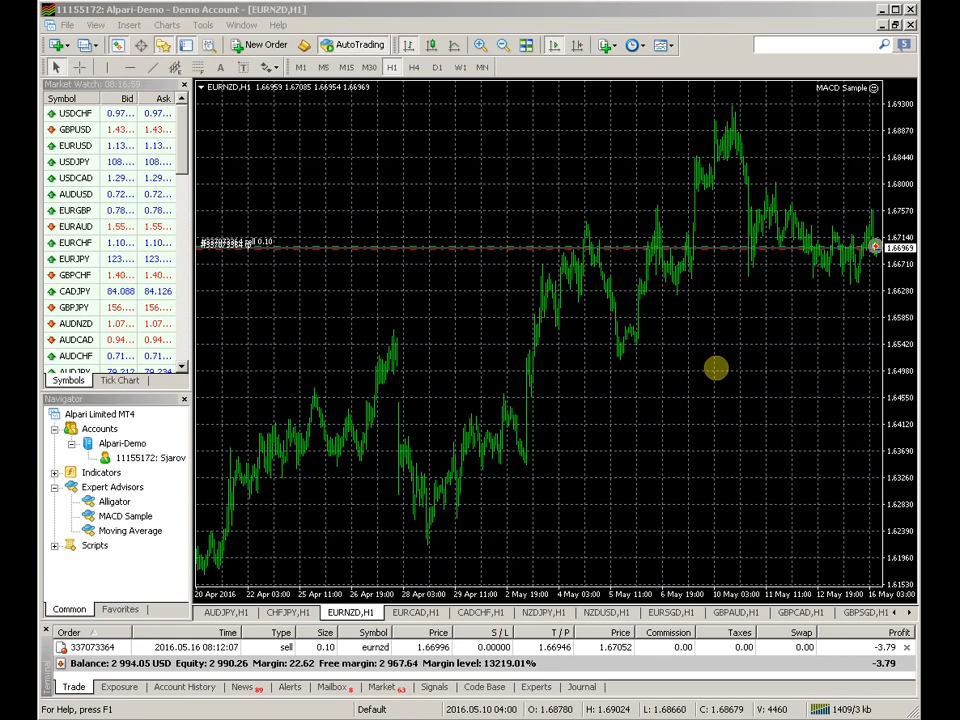 11155172: Alpari-Demo - Demo Account - [EURNZD,H1]
File View Insert Charts Tools Window Help
New Order AutoTrading 5
A T M1 M5 M15 M30 H1 H4 D1 W1 MN
Market Watch: 08:16:59
Symbol Bid Ask
USDCHF 0.97... 0.97...
GBPUSD 1.43... 1.43...
EURUSD 1.13... 1.13...
USDJPY 108.... 108....
USDCAD 1.29... 1.29...
AUDUSD 0.72... 0.72...
EURGBP 0.78... 0.78...
EURAUD 1.55... 1.55...
EURCHF 1.10... 1.10...
EURJPY 123.... 123....
GBPCHF 1.40... 1.40...
CADJPY 84.088 84.126
GBPJPY 156.... 156....
AUDNZD 1.07... 1.07...
AUDCAD 0.94... 0.94...
AUDCHF 0.71... 0.71...
AUDJPY 79.212 79.234
Symbols Tick Chart
Navigator
Alpari Limited MT4
Accounts
Alpari-Demo
11155172: Sjarov
Indicators
Expert Advisors
Alligator
MACD Sample
Moving Average
Scripts
Common Favorites
EURNZD,H1 1.66959 1.67085 1.66954 1.66969
MACD Sample
#337073364 sell 0.10
1.69300
1.68870
1.68440
1.68000
1.67570
1.67140
1.66969
1.66710
1.66280
1.65850
1.65420
1.64980
1.64550
1.64120
1.63690
1.63260
1.62830
1.62390
1.61960
1.61530
20 Apr 2016 22 Apr 03:00 25 Apr 11:00 26 Apr 19:00 28 Apr 03:00 29 Apr 11:00 2 May 19:00 4 May 03:00 5 May 11:00 6 May 19:00 10 May 03:00 11 May 11:00 12 May 19:00 16 May 03:00
AUDJPY,H1 CHFJPY,H1 EURNZD,H1 EURCAD,H1 CADCHF,H1 NZDJPY,H1 NZDUSD,H1 EURSGD,H1 GBPAUD,H1 GBPCAD,H1 GBPSGD,H1
Order Time Type Size Symbol Price S / L T / P Price Commission Taxes Swap Profit
337073364 2016.05.16 08:12:07 sell 0.10 eurnzd 1.66996 0.00000 1.66946 1.67052 0.00 0.00 0.00 -3.79
Balance: 2 994.05 USD Equity: 2 990.26 Margin: 22.62 Free margin: 2 967.64 Margin level: 13219.01% -3.79
Terminal
Trade Exposure Account History News 89 Alerts Mailbox 8 Market 63 Signals Code Base Experts Journal
For Help, press F1 Default 2016.05.10 04:00 O: 1.68780 H: 1.69024 L: 1.68660 C: 1.68679 V: 4460 1409/3 kb